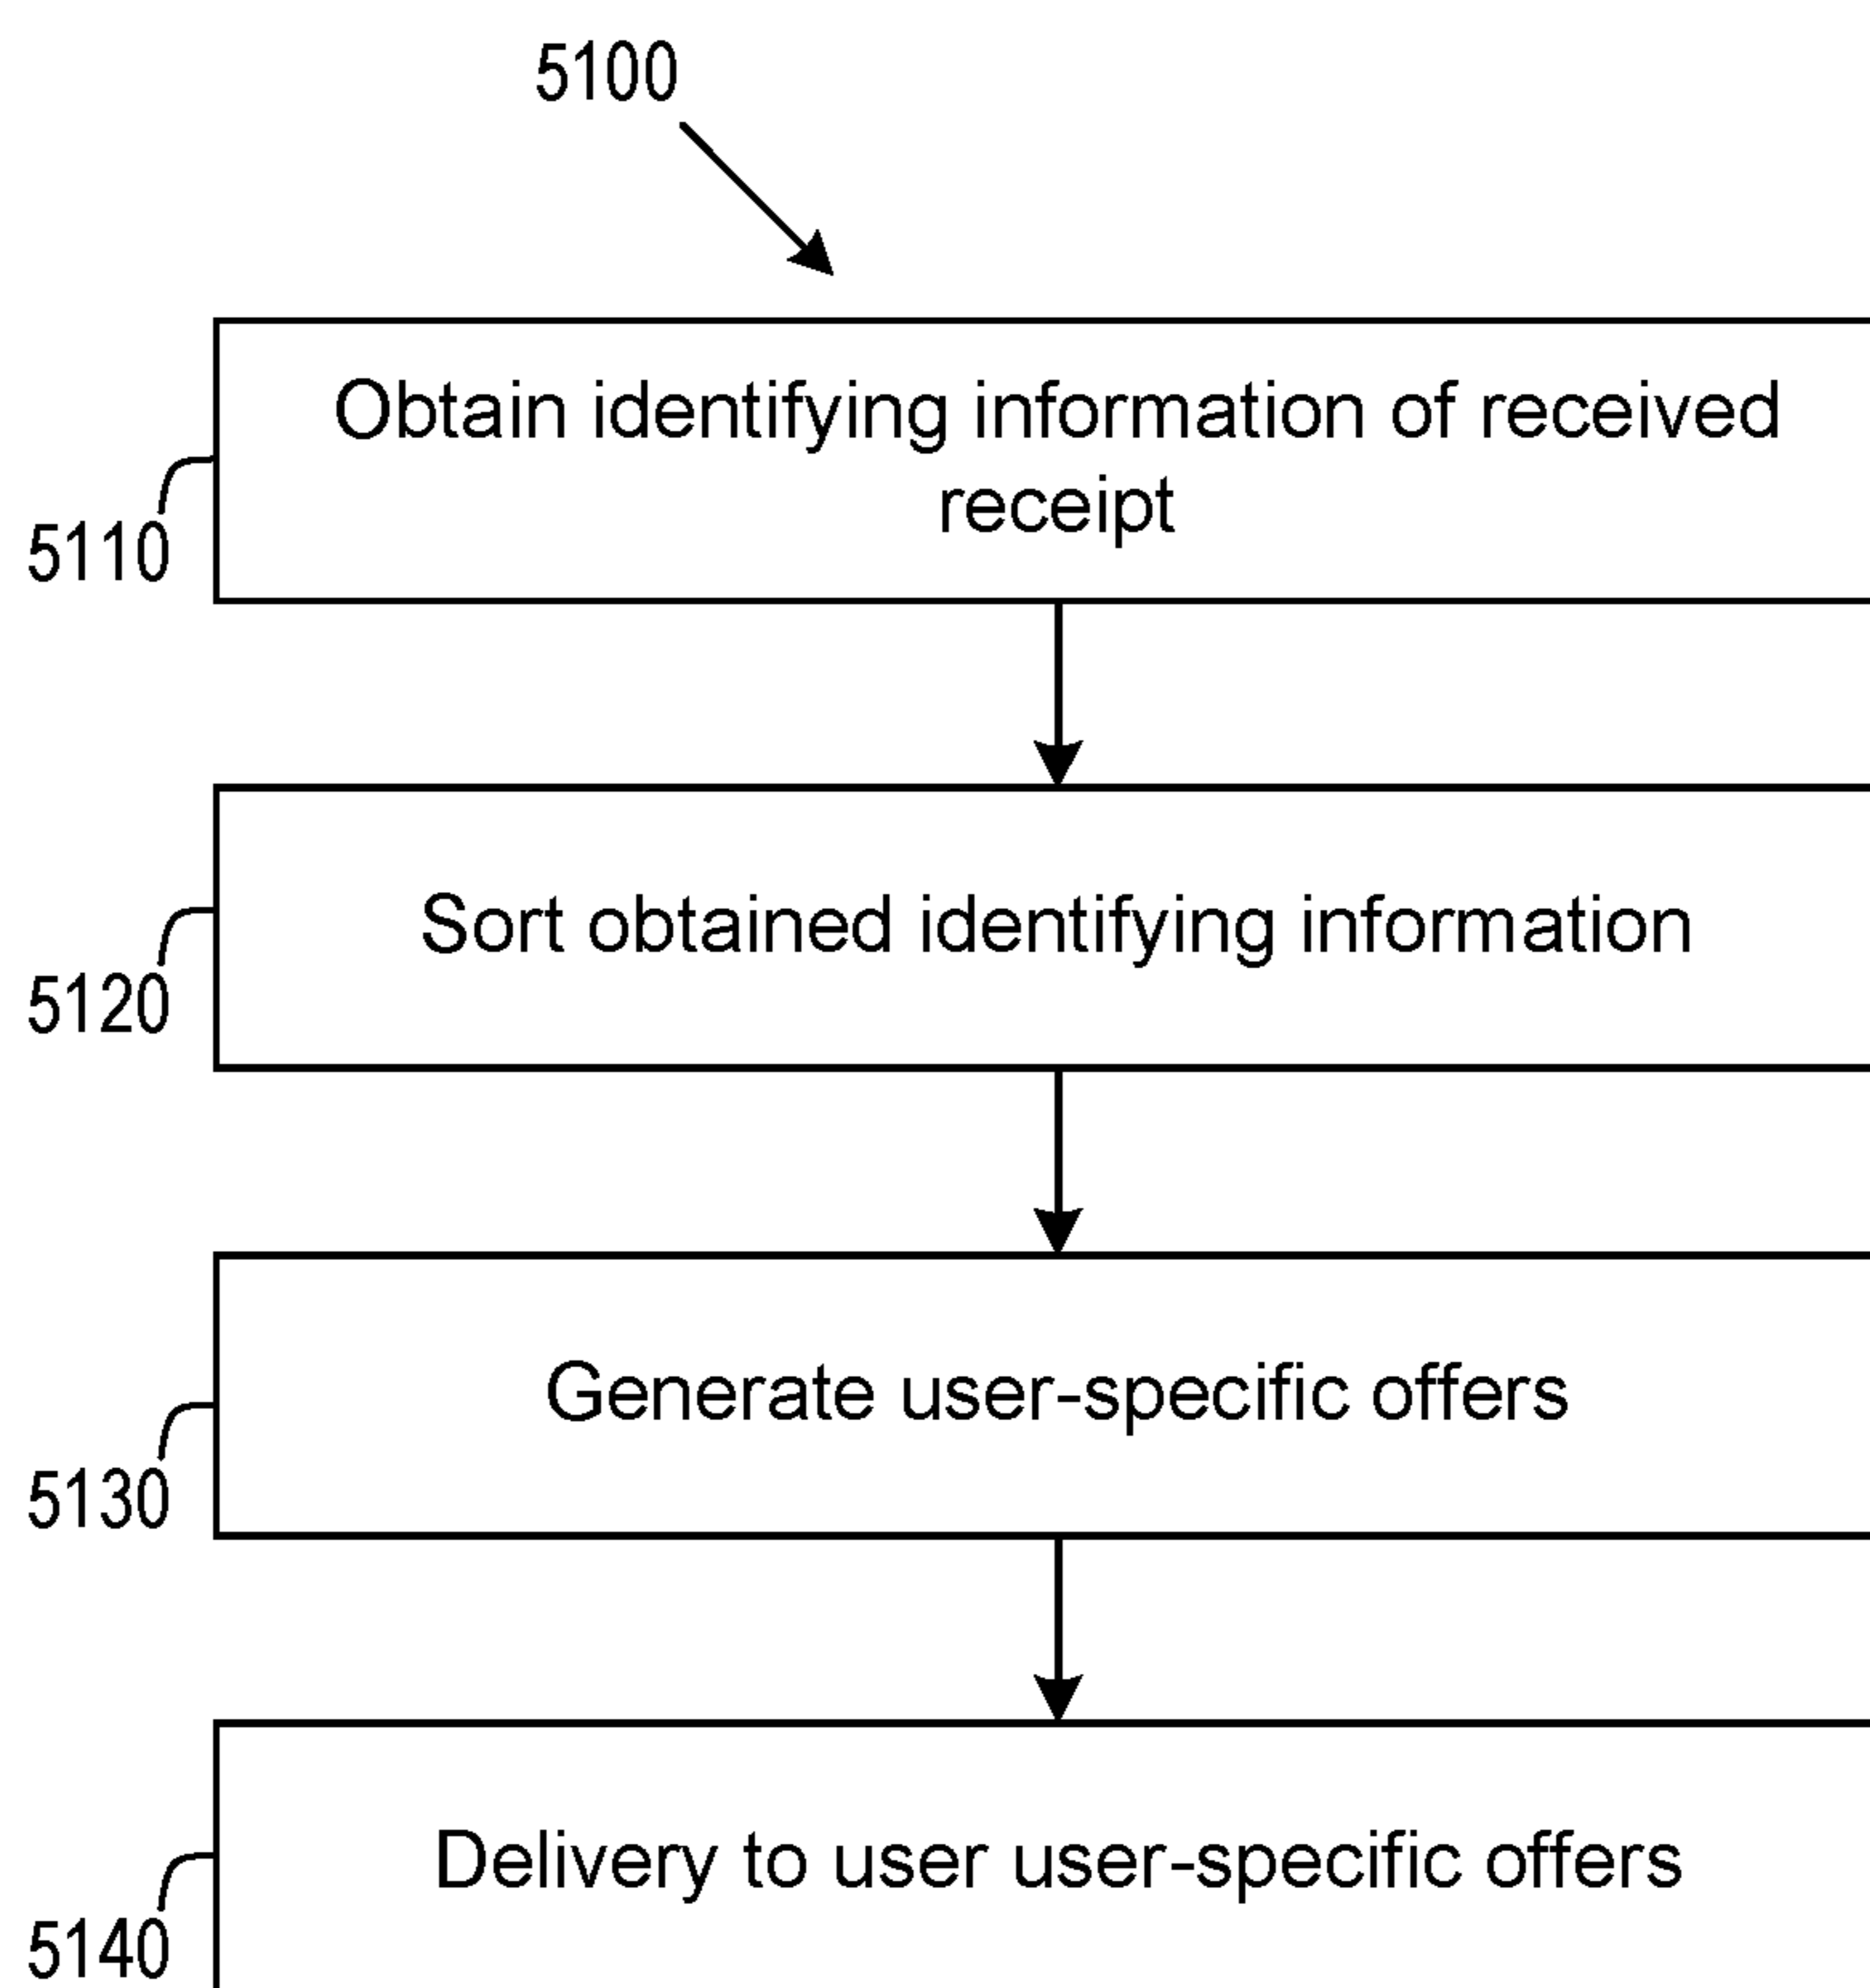 5100
Obtain identifying information of received
receipt
5110
Sort obtained identifying information
5120
Generate user-specific offers
5130
Delivery to user user-specific offers
5140